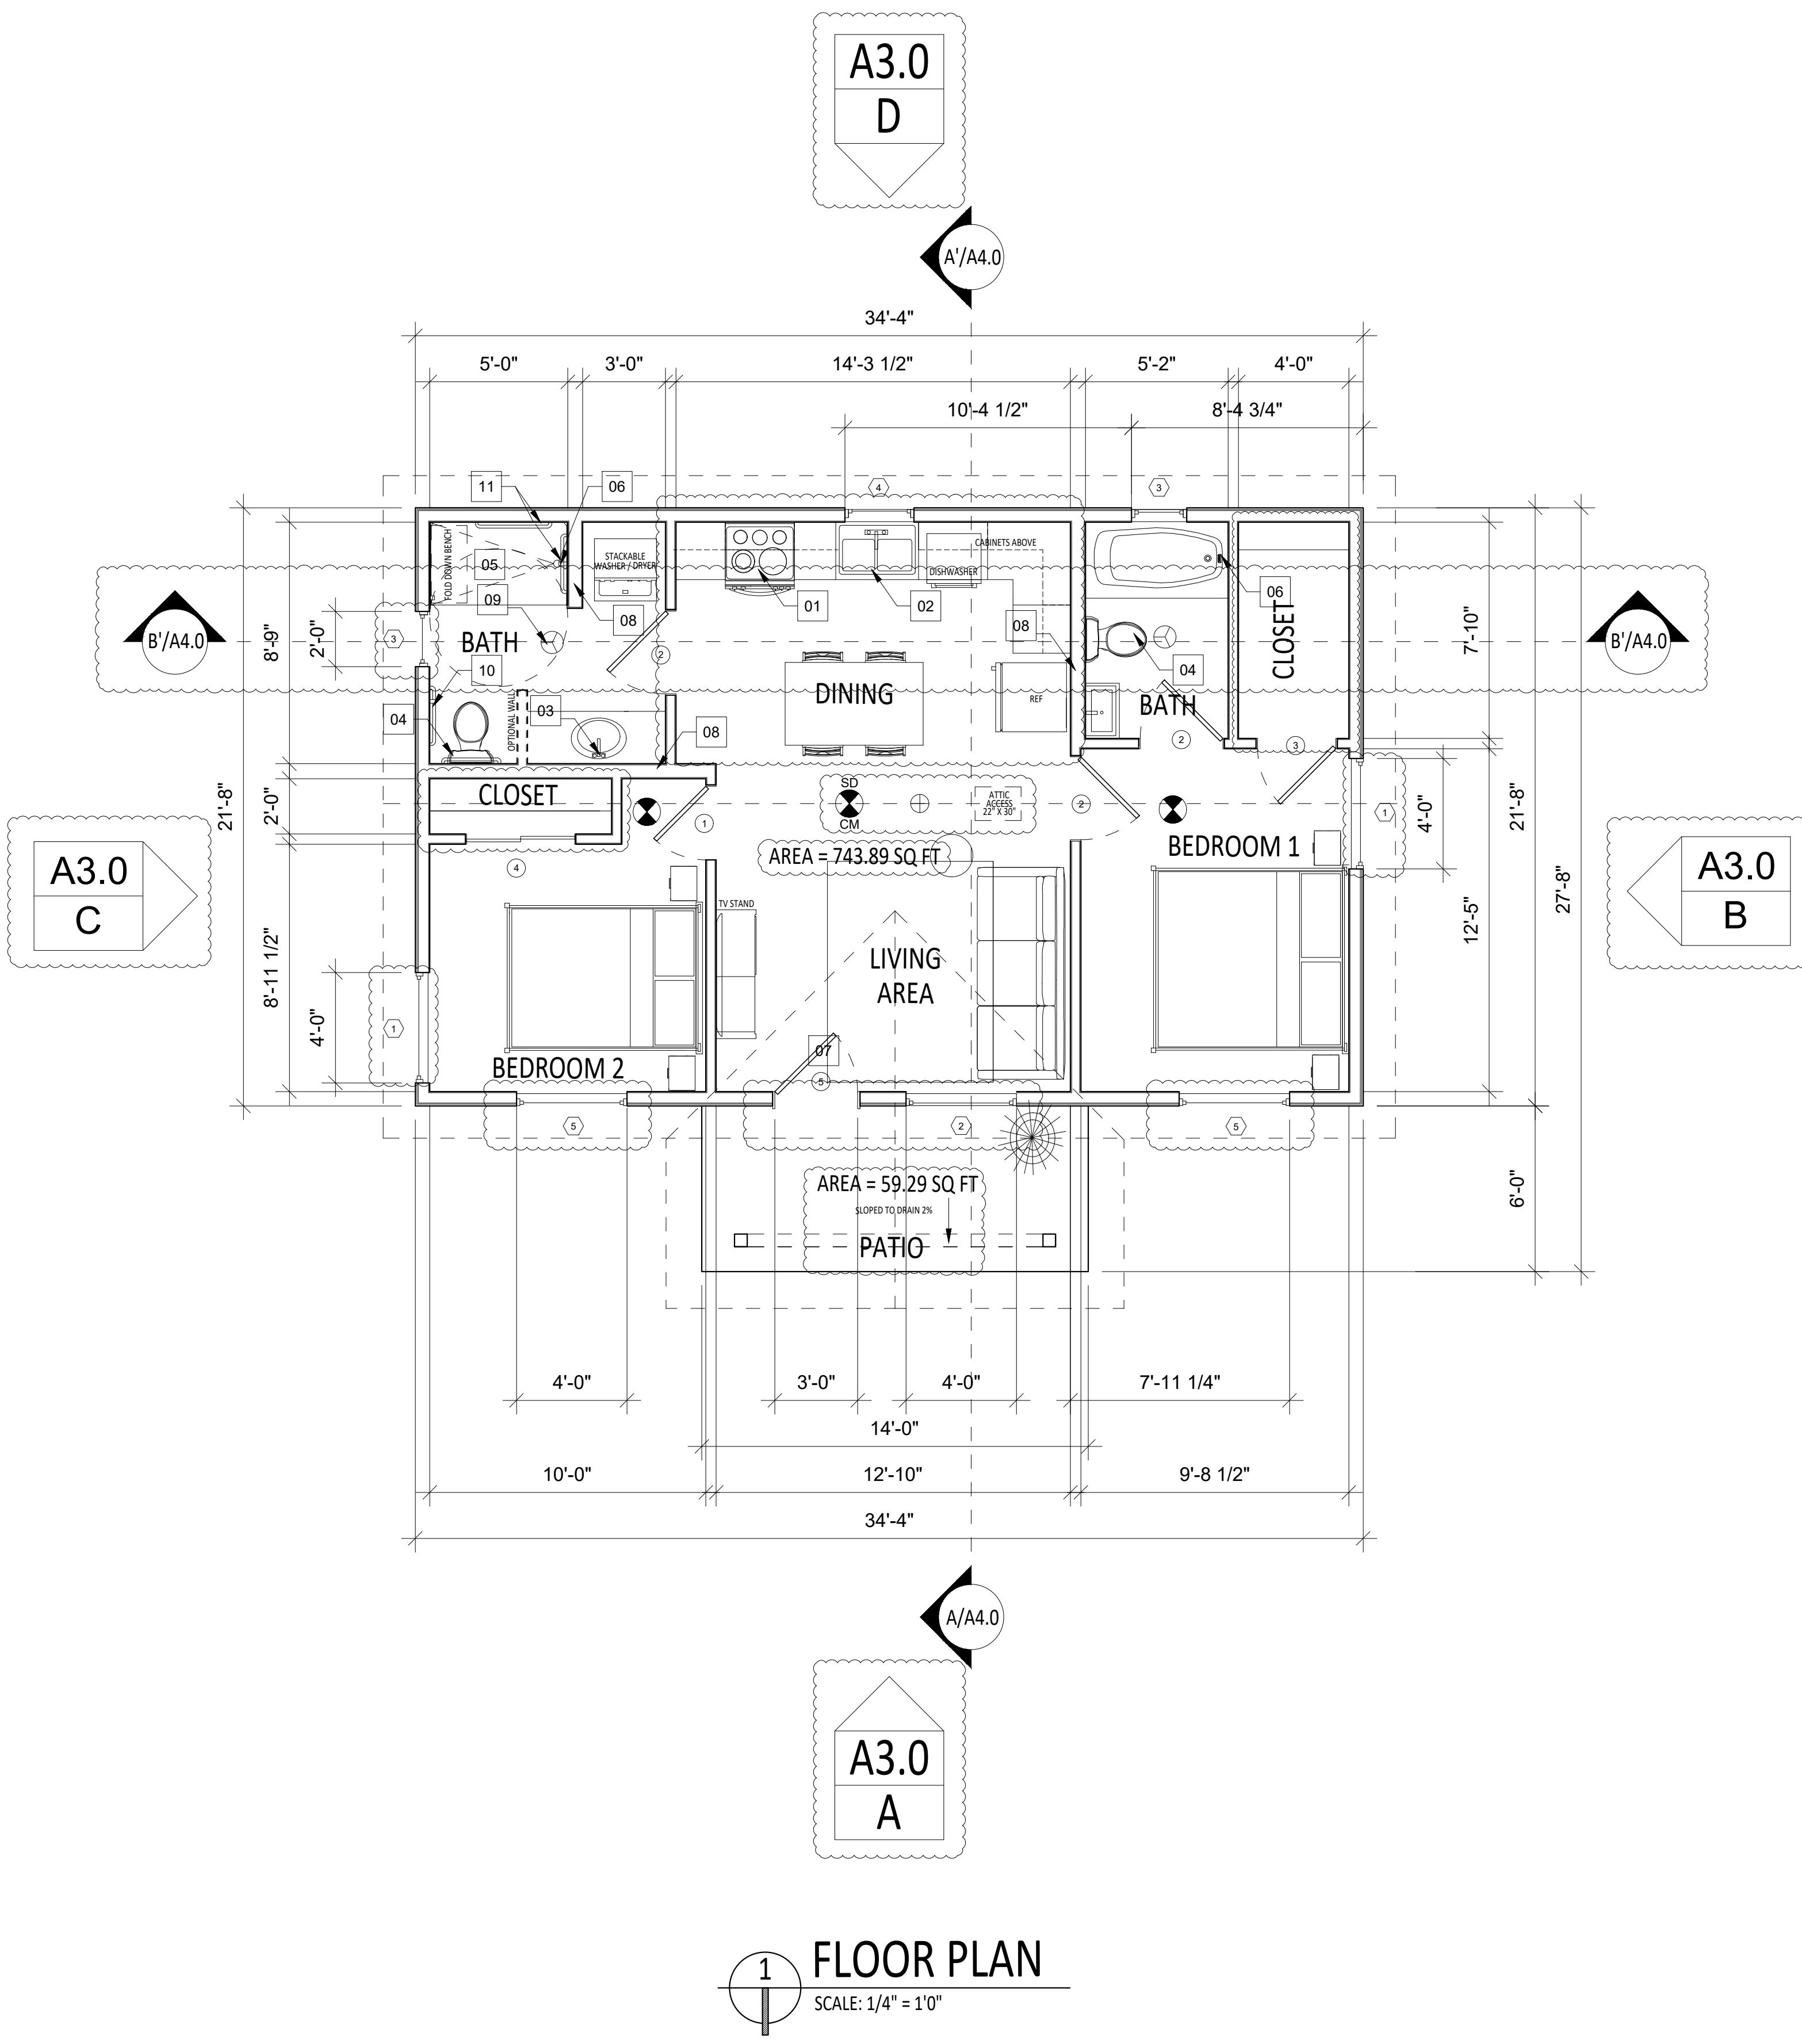 A3.0
D
A'/A4.0
34'-4"
5'-0"
3'-0"
14'-3 1/2"
5'-2"
4'-0"
10'-4 1/2"
8'-4 3/4"
11
06
4
3
FOLD DOWN BENCH
05
STACKABLE
WASHER / DRYER
CABINETS ABOVE
DISHWASHER
09
08
01
02
08
06
B'/A4.0
3
BATH
8'-9"
2'-0"
2
CLOSET
7'-10"
B'/A4.0
10
04
DINING
REF
04
OPTIONAL WALL
03
BATH
08
2
3
CLOSET
SD
CM
ATTIC
ACCESS
22" X 30"
1
2
1
21'-8"
2'-0"
4'-0"
21'-8"
AREA = 743.89 SQ FT
BEDROOM 1
4
A3.0
C
A3.0
B
27'-8"
TV STAND
12'-5"
8'-11 1/2"
LIVING
AREA
4'-0"
1
07
BEDROOM 2
5
5
2
5
AREA = 59.29 SQ FT
SLOPED TO DRAIN 2%
PATIO
6'-0"
4'-0"
3'-0"
4'-0"
7'-11 1/4"
14'-0"
10'-0"
12'-10"
9'-8 1/2"
34'-4"
A/A4.0
A3.0
A
1
FLOOR PLAN
SCALE: 1/4" = 1'0"